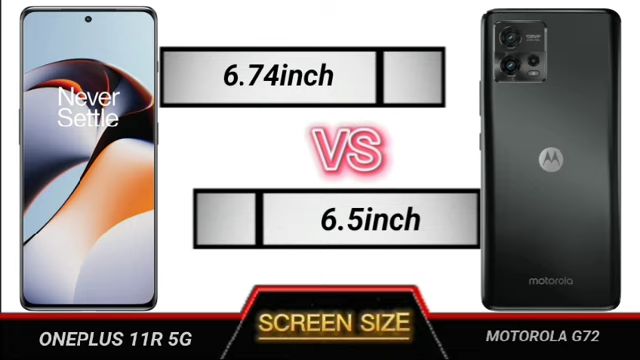 Never
Settle
6.74inch
VS
6.5inch
motorola
ONEPLUS 11R 5G
SCREEN SIZE
MOTOROLA G72